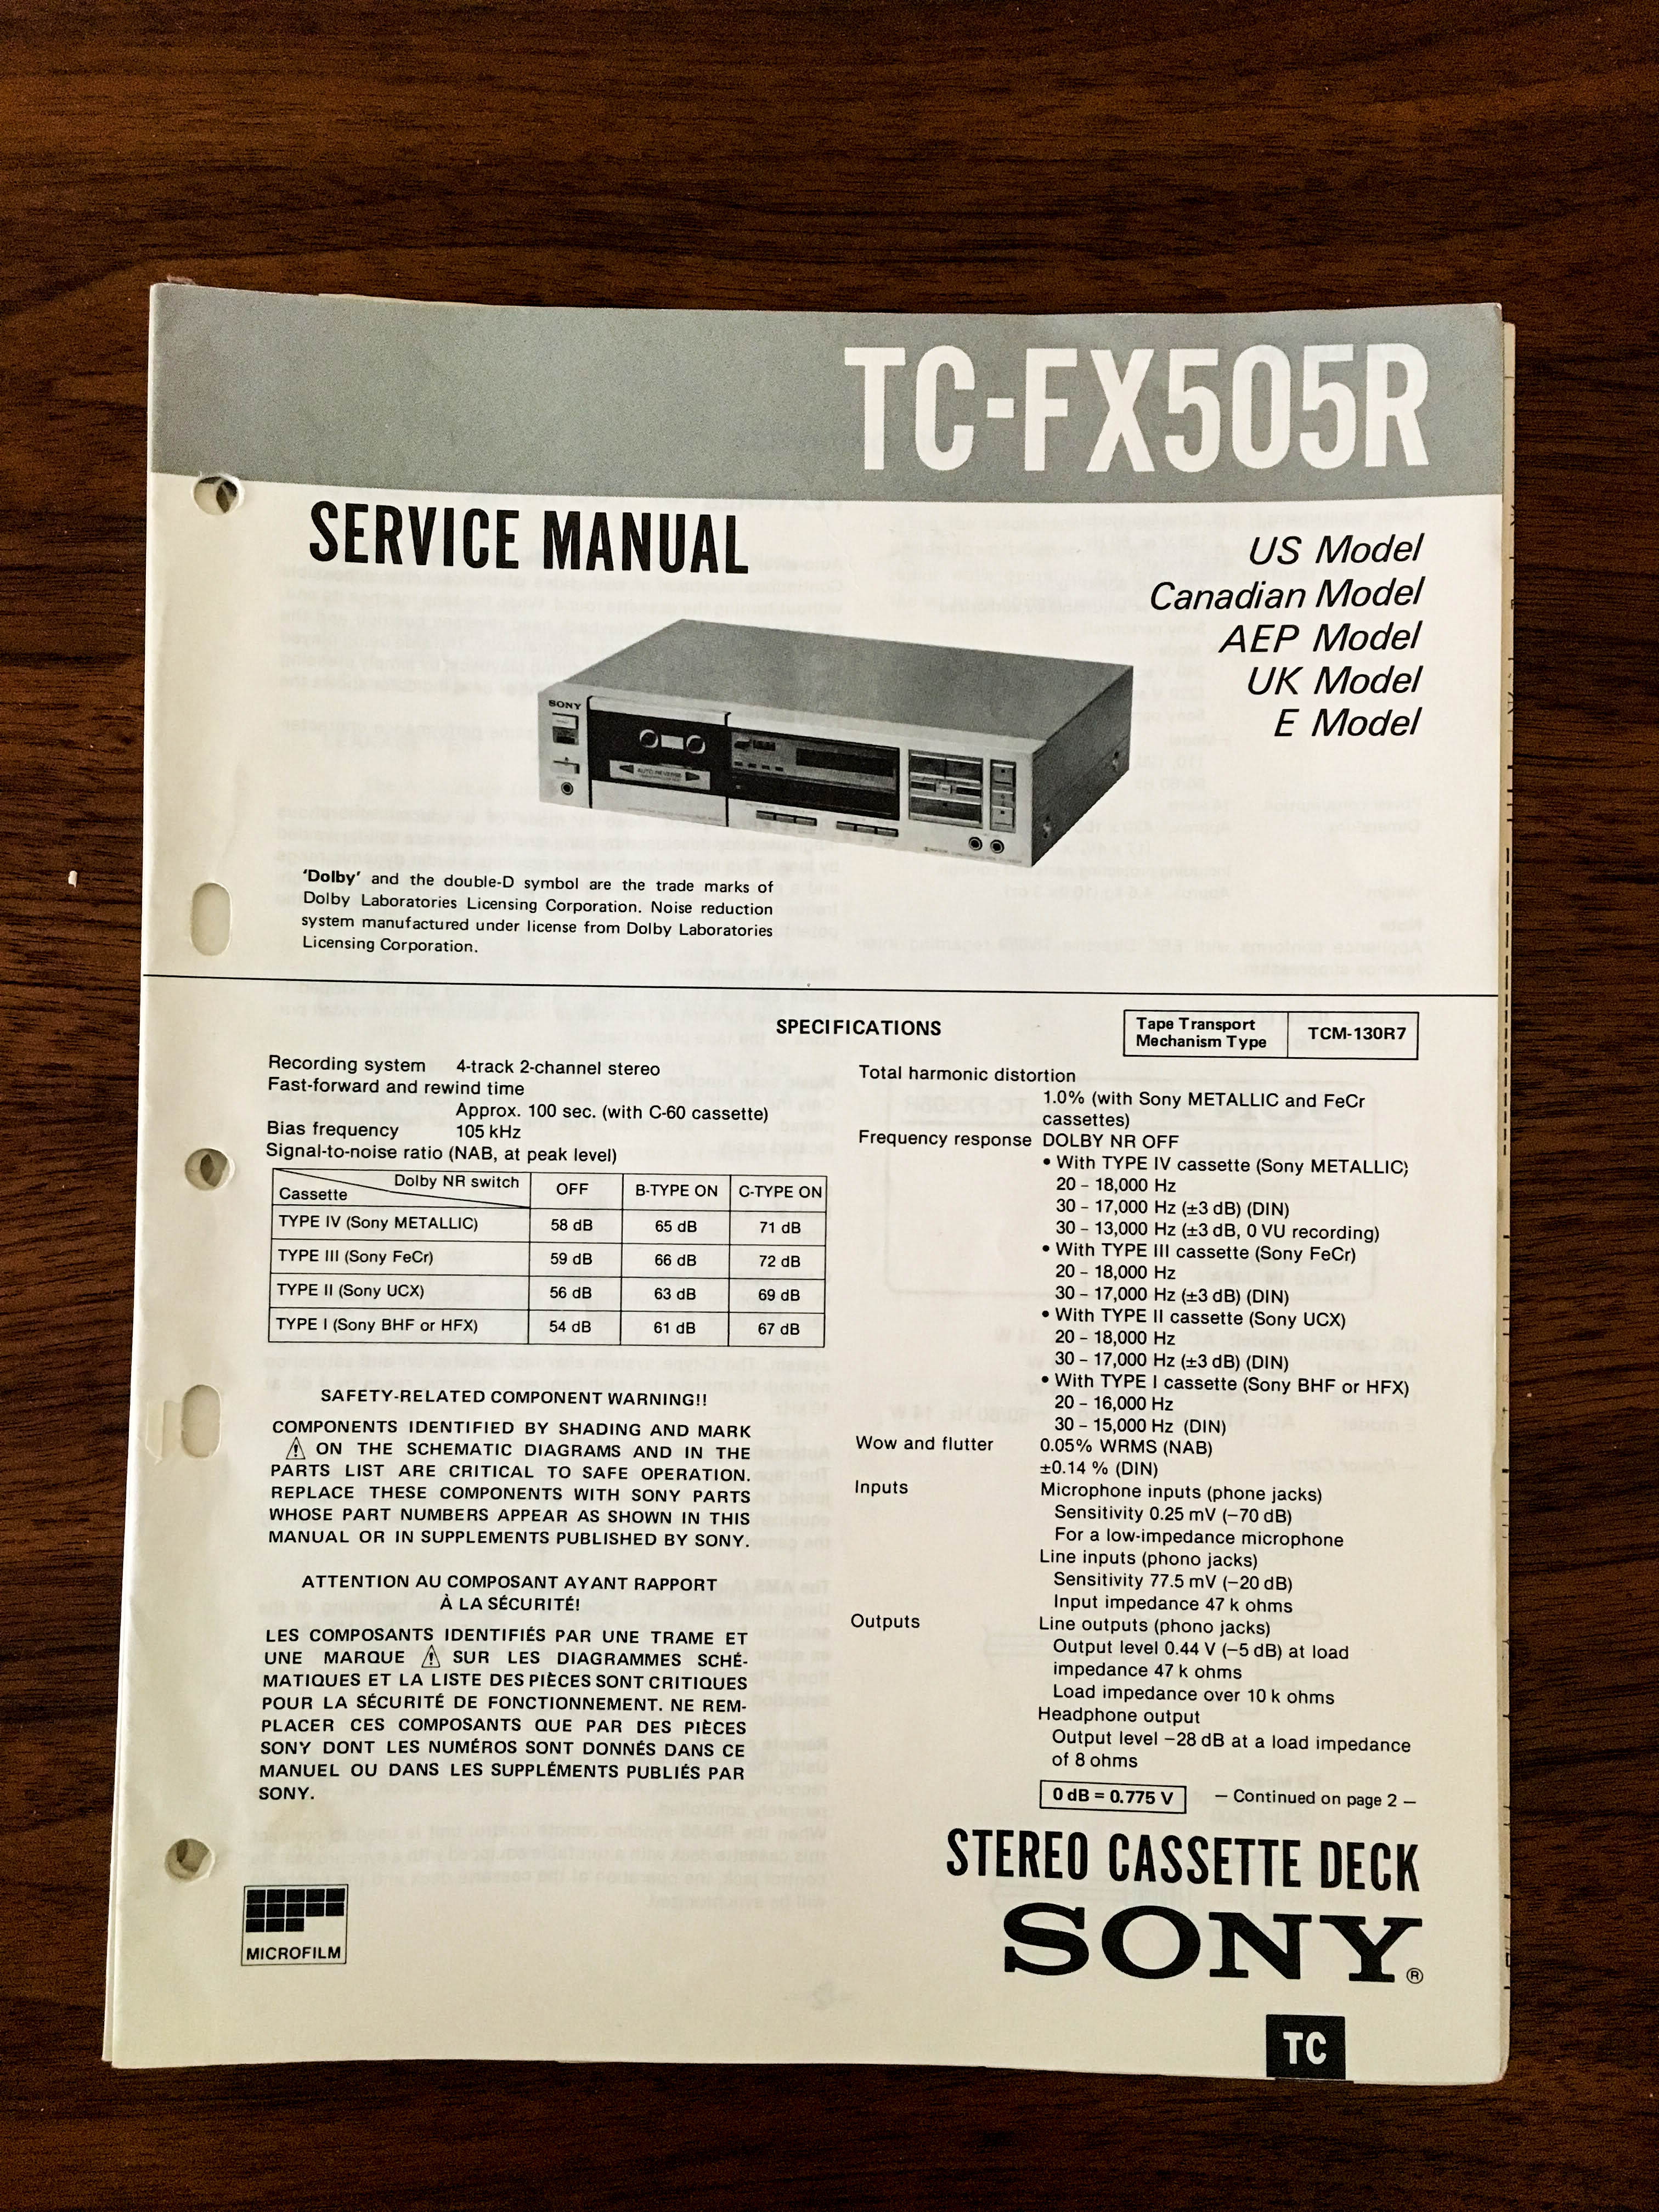 TC-FX505R
SERVICE MANUAL
US Model
Canadian Model
AEP Model
UK Model
E Model
SONY
AUTO REVERSE
'Dolby' and the double-D symbol are the trade marks of
Dolby Laboratories Licensing Corporation. Noise reduction
system manufactured under license from Dolby Laboratories
Licensing Corporation.
SPECIFICATIONS
Tape Transport
Mechanism Type
TCM-130R7
Recording system 4-track 2-channel stereo
Fast-forward and rewind time
Approx. 100 sec. (with C-60 cassette)
Bias frequency 105 kHz
Signal-to-noise ratio (NAB, at peak level)
Dolby NR switch
Cassette OFF B-TYPE ON C-TYPE ON
TYPE IV (Sony METALLIC) 58 dB 65 dB 71 dB
TYPE III (Sony FeCr) 59 dB 66 dB 72 dB
TYPE II (Sony UCX) 56 dB 63 dB 69 dB
TYPE I (Sony BHF or HFX) 54 dB 61 dB 67 dB
SAFETY-RELATED COMPONENT WARNING!!
COMPONENTS IDENTIFIED BY SHADING AND MARK
⚠ ON THE SCHEMATIC DIAGRAMS AND IN THE
PARTS LIST ARE CRITICAL TO SAFE OPERATION.
REPLACE THESE COMPONENTS WITH SONY PARTS
WHOSE PART NUMBERS APPEAR AS SHOWN IN THIS
MANUAL OR IN SUPPLEMENTS PUBLISHED BY SONY.
ATTENTION AU COMPOSANT AYANT RAPPORT
À LA SÉCURITÉ!
LES COMPOSANTS IDENTIFIÉS PAR UNE TRAME ET
UNE MARQUE ⚠ SUR LES DIAGRAMMES SCHÉ-
MATIQUES ET LA LISTE DES PIÈCES SONT CRITIQUES
POUR LA SÉCURITÉ DE FONCTIONNEMENT. NE REM-
PLACER CES COMPOSANTS QUE PAR DES PIÈCES
SONY DONT LES NUMÉROS SONT DONNÉS DANS CE
MANUEL OU DANS LES SUPPLÉMENTS PUBLIÉS PAR
SONY.
Total harmonic distortion
1.0% (with Sony METALLIC and FeCr
cassettes)
Frequency response DOLBY NR OFF
• With TYPE IV cassette (Sony METALLIC)
20 – 18,000 Hz
30 – 17,000 Hz (±3 dB) (DIN)
30 – 13,000 Hz (±3 dB, 0 VU recording)
• With TYPE III cassette (Sony FeCr)
20 – 18,000 Hz
30 – 17,000 Hz (±3 dB) (DIN)
• With TYPE II cassette (Sony UCX)
20 – 18,000 Hz
30 – 17,000 Hz (±3 dB) (DIN)
• With TYPE I cassette (Sony BHF or HFX)
20 – 16,000 Hz
30 – 15,000 Hz (DIN)
Wow and flutter 0.05% WRMS (NAB)
±0.14 % (DIN)
Inputs Microphone inputs (phone jacks)
Sensitivity 0.25 mV (–70 dB)
For a low-impedance microphone
Line inputs (phono jacks)
Sensitivity 77.5 mV (–20 dB)
Input impedance 47 k ohms
Outputs Line outputs (phono jacks)
Output level 0.44 V (–5 dB) at load
impedance 47 k ohms
Load impedance over 10 k ohms
Headphone output
Output level –28 dB at a load impedance
of 8 ohms
0 dB = 0.775 V
— Continued on page 2 —
STEREO CASSETTE DECK
SONY®
MICROFILM
TC